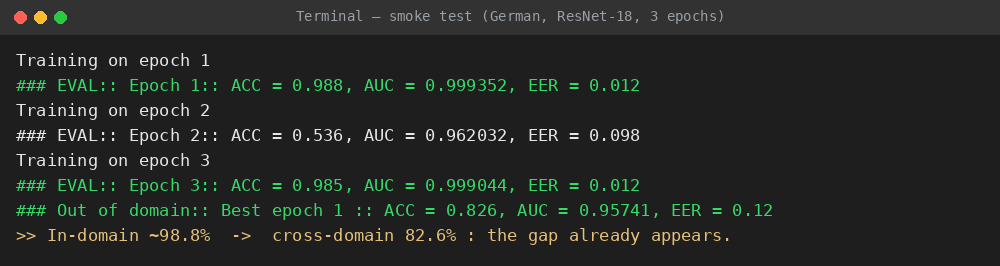 Terminal — smoke test (German, ResNet-18, 3 epochs)
Training on epoch 1
### EVAL:: Epoch 1:: ACC = 0.988, AUC = 0.999352, EER = 0.012
Training on epoch 2
### EVAL:: Epoch 2:: ACC = 0.536, AUC = 0.962032, EER = 0.098
Training on epoch 3
### EVAL:: Epoch 3:: ACC = 0.985, AUC = 0.999044, EER = 0.012
### Out of domain:: Best epoch 1 :: ACC = 0.826, AUC = 0.95741, EER = 0.12
>> In-domain ~98.8%  ->  cross-domain 82.6% : the gap already appears.